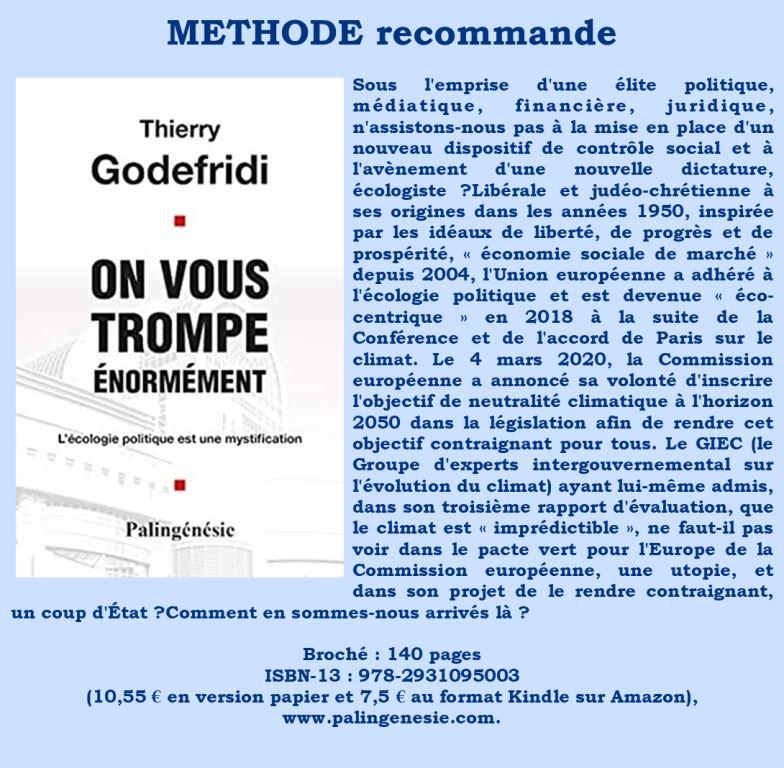 METHODE recommande
Thierry
Godefridi
ON VOUS
TROMPE
ÉNORMÉMENT
L'écologie politique est une mystification
Palingénésie
Sous l'emprise d'une élite politique,
médiatique, financière, juridique,
n'assistons-nous pas à la mise en place d'un
nouveau dispositif de contrôle social et à
l'avènement d'une nouvelle dictature,
écologiste ?Libérale et judéo-chrétienne à
ses origines dans les années 1950, inspirée
par les idéaux de liberté, de progrès et de
prospérité, « économie sociale de marché »
depuis 2004, l'Union européenne a adhéré à
l'écologie politique et est devenue « éco-
centrique » en 2018 à la suite de la
Conférence et de l'accord de Paris sur le
climat. Le 4 mars 2020, la Commission
européenne a annoncé sa volonté d'inscrire
l'objectif de neutralité climatique à l'horizon
2050 dans la législation afin de rendre cet
objectif contraignant pour tous. Le GIEC (le
Groupe d'experts intergouvernemental sur
l'évolution du climat) ayant lui-même admis,
dans son troisième rapport d'évaluation, que
le climat est « imprédictible », ne faut-il pas
voir dans le pacte vert pour l'Europe de la
Commission européenne, une utopie, et
dans son projet de le rendre contraignant,
un coup d'État ?Comment en sommes-nous arrivés là ?
Broché : 140 pages
ISBN-13 : 978-2931095003
(10,55 € en version papier et 7,5 € au format Kindle sur Amazon),
www.palingenesie.com.